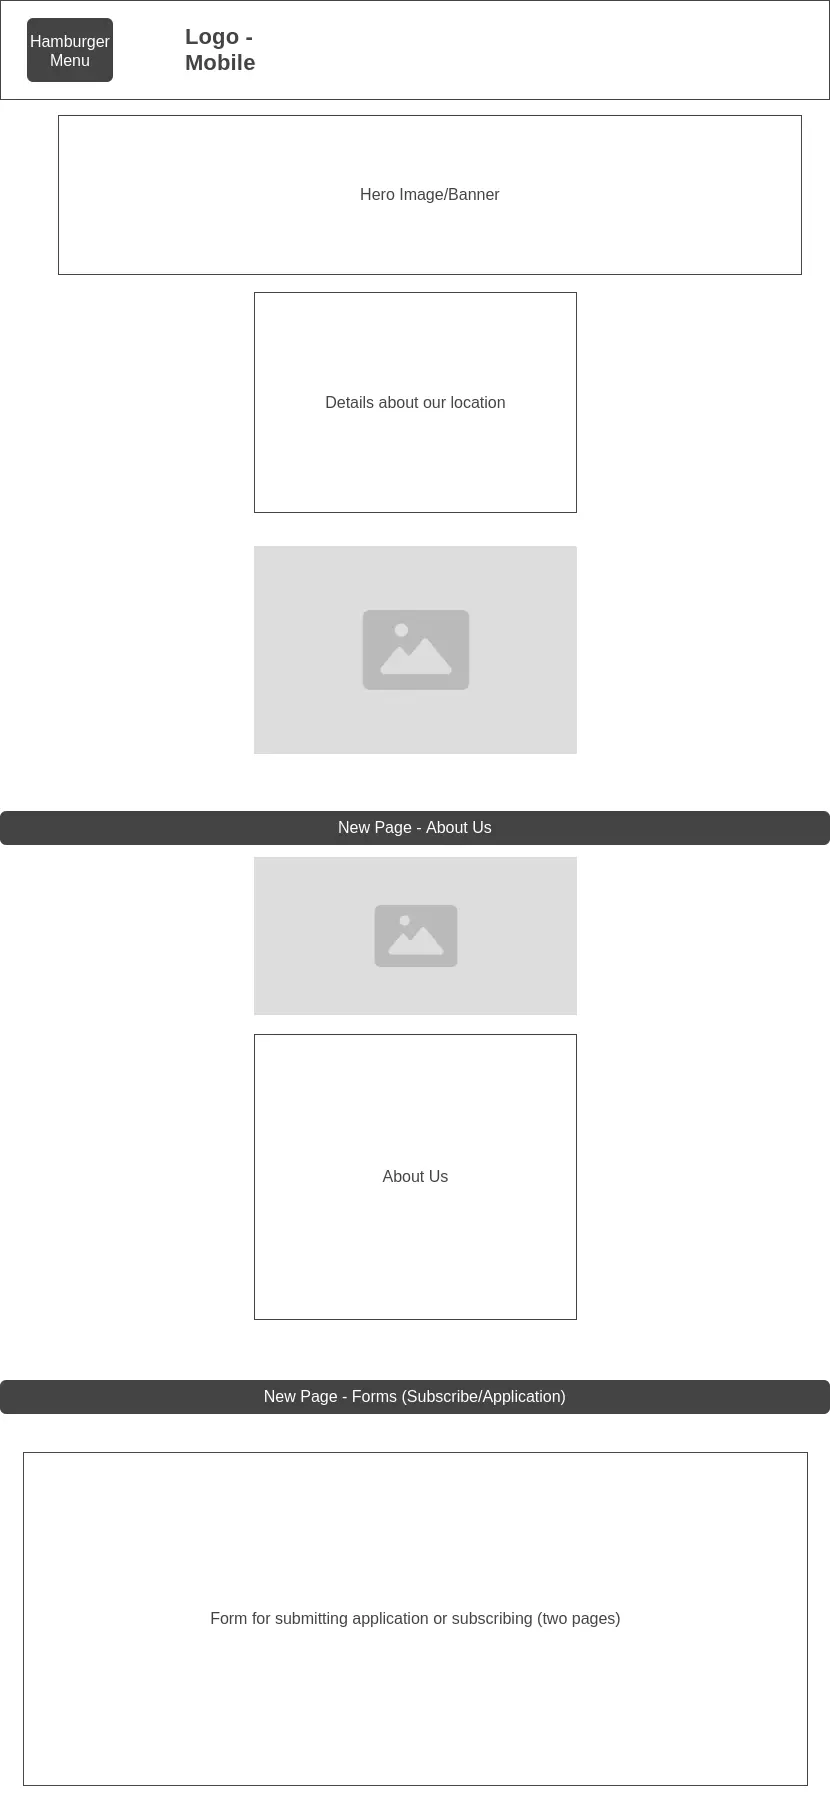 Hamburger
Menu
Logo -
Mobile
Hero Image/Banner
Details about our location
New Page - About Us
About Us
New Page - Forms (Subscribe/Application)
Form for submitting application or subscribing (two pages)